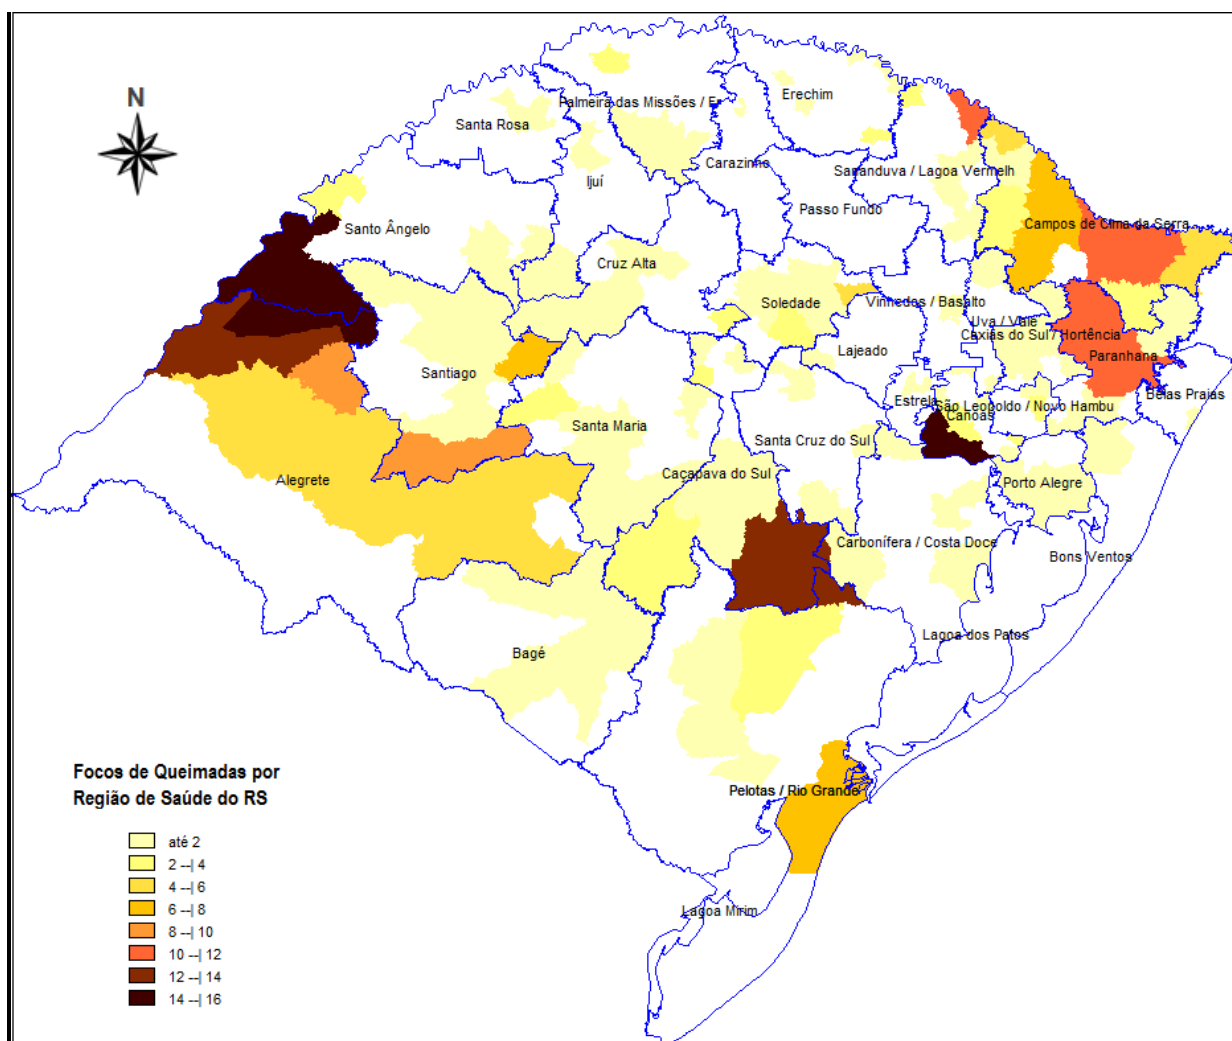 N
Palmeira das Missões / Fr
Erechim
Santa Rosa
Carazinho
Ijuí
Sananduva / Lagoa Vermelh
Passo Fundo
Santo Ângelo
Campos de Cima da Serra
Cruz Alta
Soledade
Vinhedos / Basalto
Uva / Vale
Caxias do Sul / Hortência
Lajeado
Paranhana
Santiago
Belas Praias
Estrela
São Leopoldo / Novo Hambu
Canoas
Santa Maria
Santa Cruz do Sul
Caçapava do Sul
Alegrete
Porto Alegre
Carbonífera / Costa Doce
Bons Ventos
Lagoa dos Patos
Bagé
Focos de Queimadas por
Região de Saúde do RS
Pelotas / Rio Grande
até 2
2 --| 4
4 --| 6
6 --| 8
8 --| 10
10 --| 12
12 --| 14
14 --| 16
Lagoa Mirim